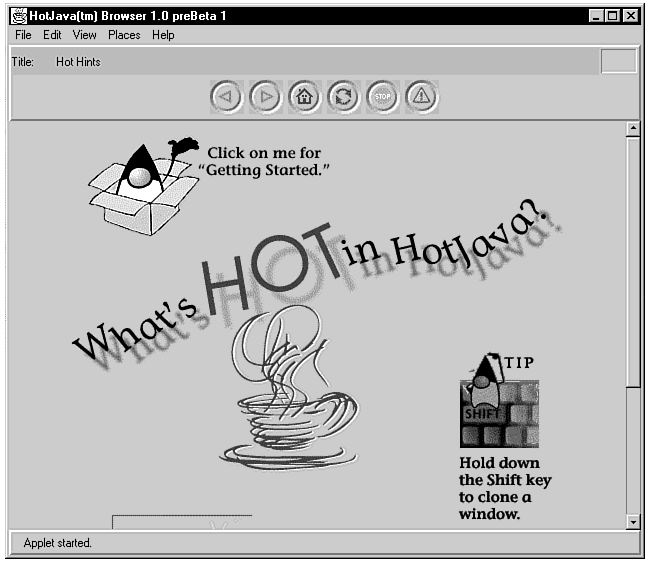 HotJava(tm) Browser 1.0 preBeta 1
File Edit View Places Help
Title: Hot Hints
STOP
Click on me for
“Getting Started.”
What's HOT in HotJava?
TIP
SHIFT
Hold down
the Shift key
to clone a
window.
Applet started.